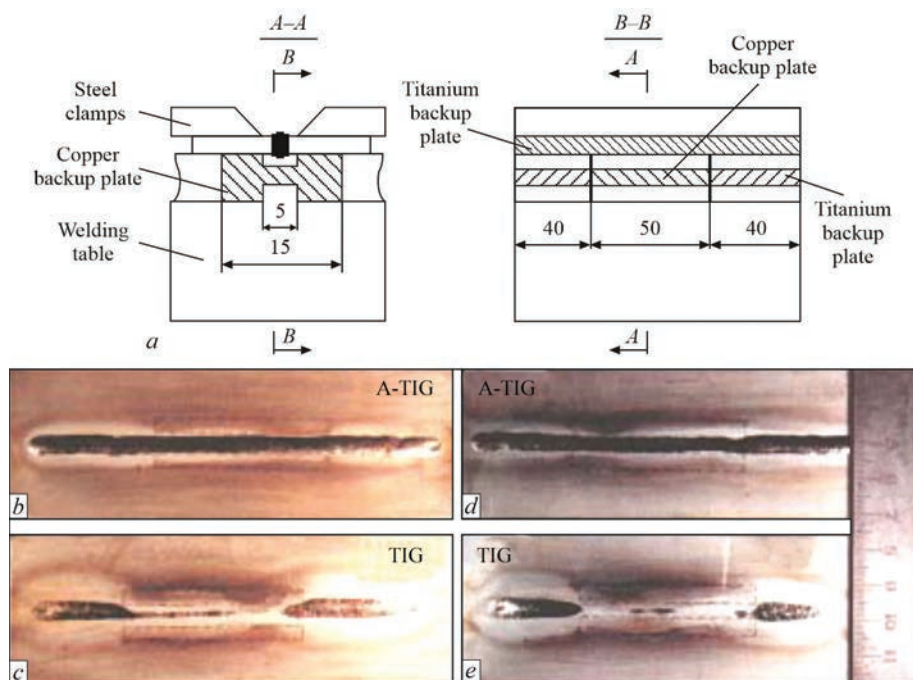 A–A
B
B–B
A
Steel
clamps
Copper
backup plate
Titanium
backup
plate
Copper
backup plate
Welding
table
5
15
40
50
40
Titanium
backup
plate
a
B
A
A-TIG
b
A-TIG
d
TIG
c
TIG
e